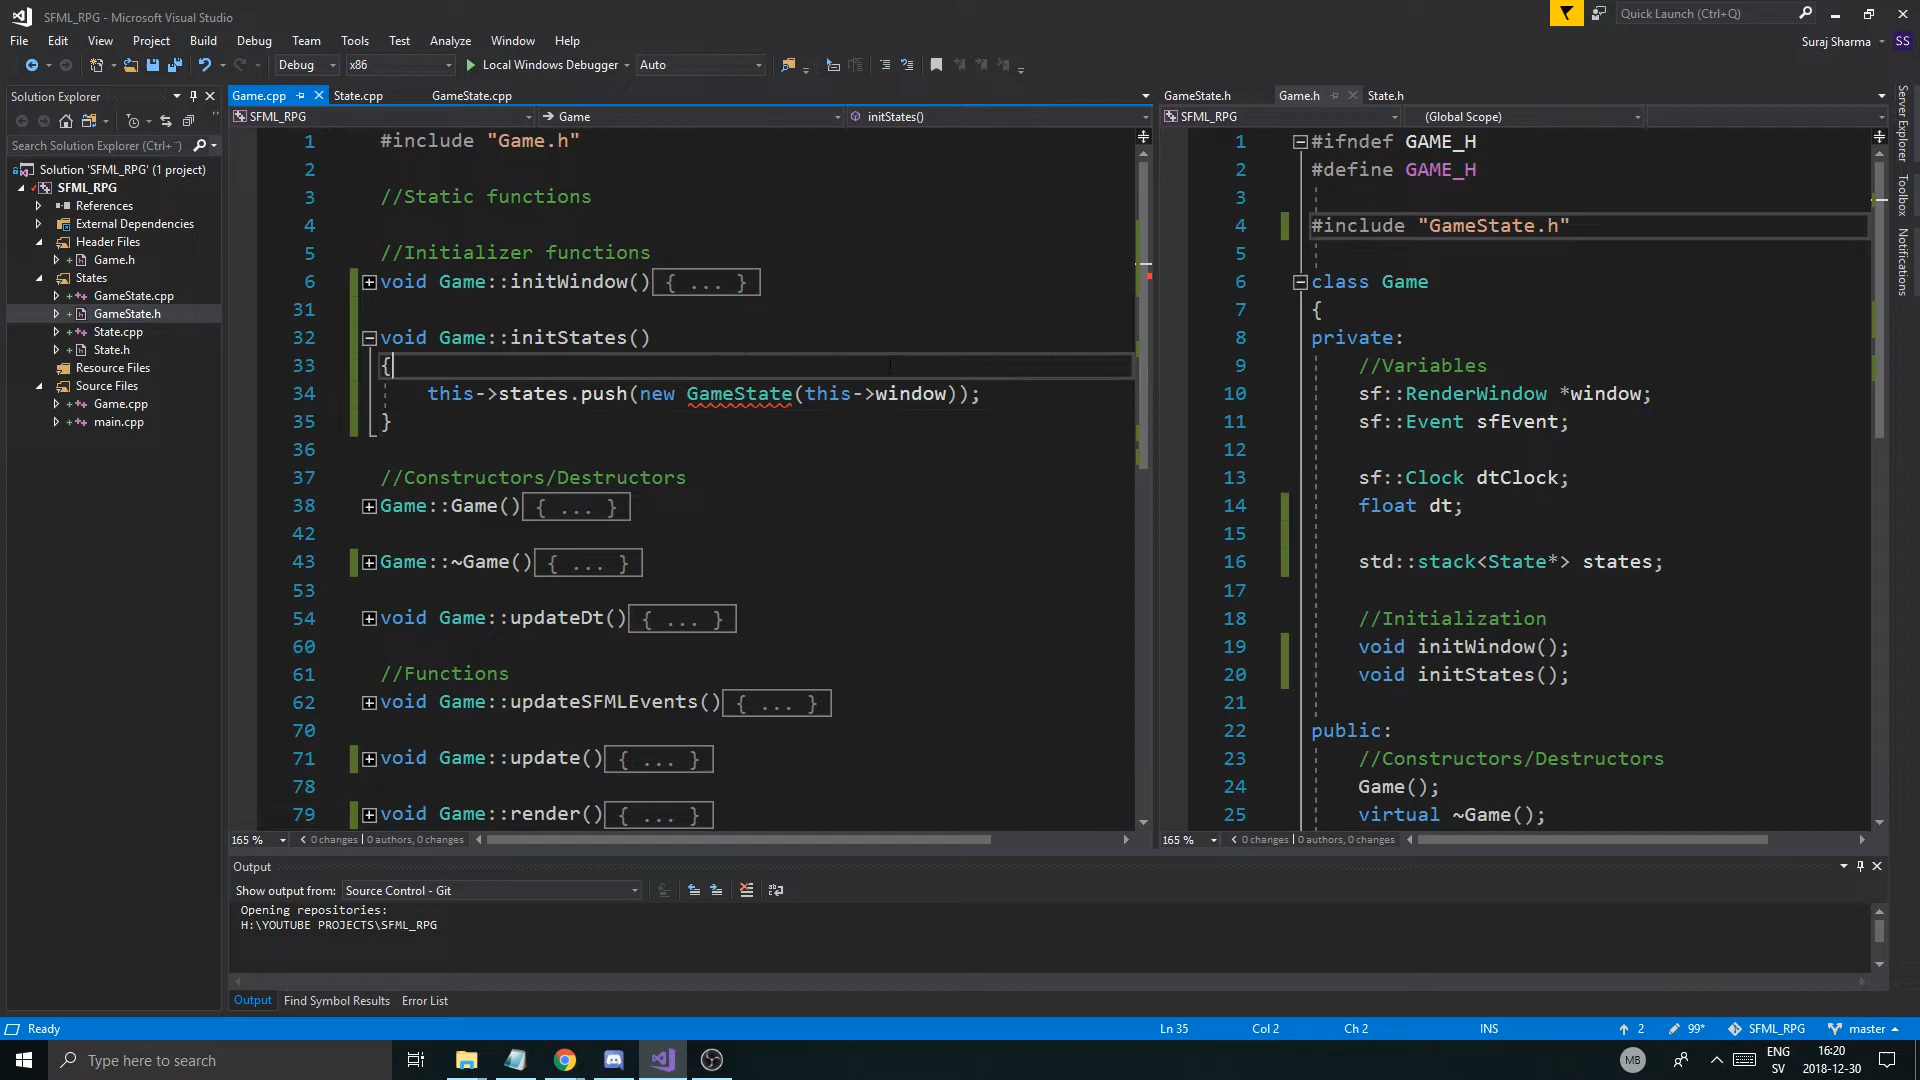 SFML_RPG - Microsoft Visual Studio
Quick Launch (Ctrl+Q)
File Edit View Project Build Debug Team Tools Test Analyze Window Help
Suraj Sharma SS
Debug x86 Local Windows Debugger Auto
Solution Explorer
Search Solution Explorer (Ctrl+")
Solution 'SFML_RPG' (1 project)
SFML_RPG
References
External Dependencies
Header Files
Game.h
States
GameState.cpp
GameState.h
State.cpp
State.h
Resource Files
Source Files
Game.cpp
main.cpp
Game.cpp State.cpp GameState.cpp
SFML_RPG Game initStates()
1 #include "Game.h"
2
3 //Static functions
4
5 //Initializer functions
6 void Game::initWindow(){ ... }
31
32 void Game::initStates()
33 {
34 this->states.push(new GameState(this->window));
35 }
36
37 //Constructors/Destructors
38 Game::Game(){ ... }
42
43 Game::~Game(){ ... }
53
54 void Game::updateDt(){ ... }
60
61 //Functions
62 void Game::updateSFMLEvents(){ ... }
70
71 void Game::update(){ ... }
78
79 void Game::render(){ ... }
165 % 0 changes | 0 authors, 0 changes
GameState.h Game.h State.h
SFML_RPG (Global Scope)
1 #ifndef GAME_H
2 #define GAME_H
3
4 #include "GameState.h"
5
6 class Game
7 {
8 private:
9 //Variables
10 sf::RenderWindow *window;
11 sf::Event sfEvent;
12
13 sf::Clock dtClock;
14 float dt;
15
16 std::stack<State*> states;
17
18 //Initialization
19 void initWindow();
20 void initStates();
21
22 public:
23 //Constructors/Destructors
24 Game();
25 virtual ~Game();
165 % 0 changes | 0 authors, 0 changes
Server Explorer
Toolbox
Notifications
Output
Show output from: Source Control - Git
Opening repositories:
H:\YOUTUBE PROJECTS\SFML_RPG
Output Find Symbol Results Error List
Ready Ln 35 Col 2 Ch 2 INS 2 99* SFML_RPG master
Type here to search
MB
ENG
SV
16:20
2018-12-30